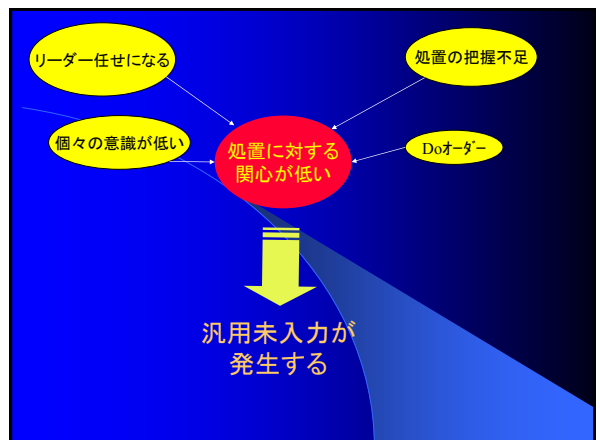 リーダー任せになる
処置の把握不足
個々の意識が低い
処置に対する
関心が低い
Doオーダー
汎用未入力が
発生する